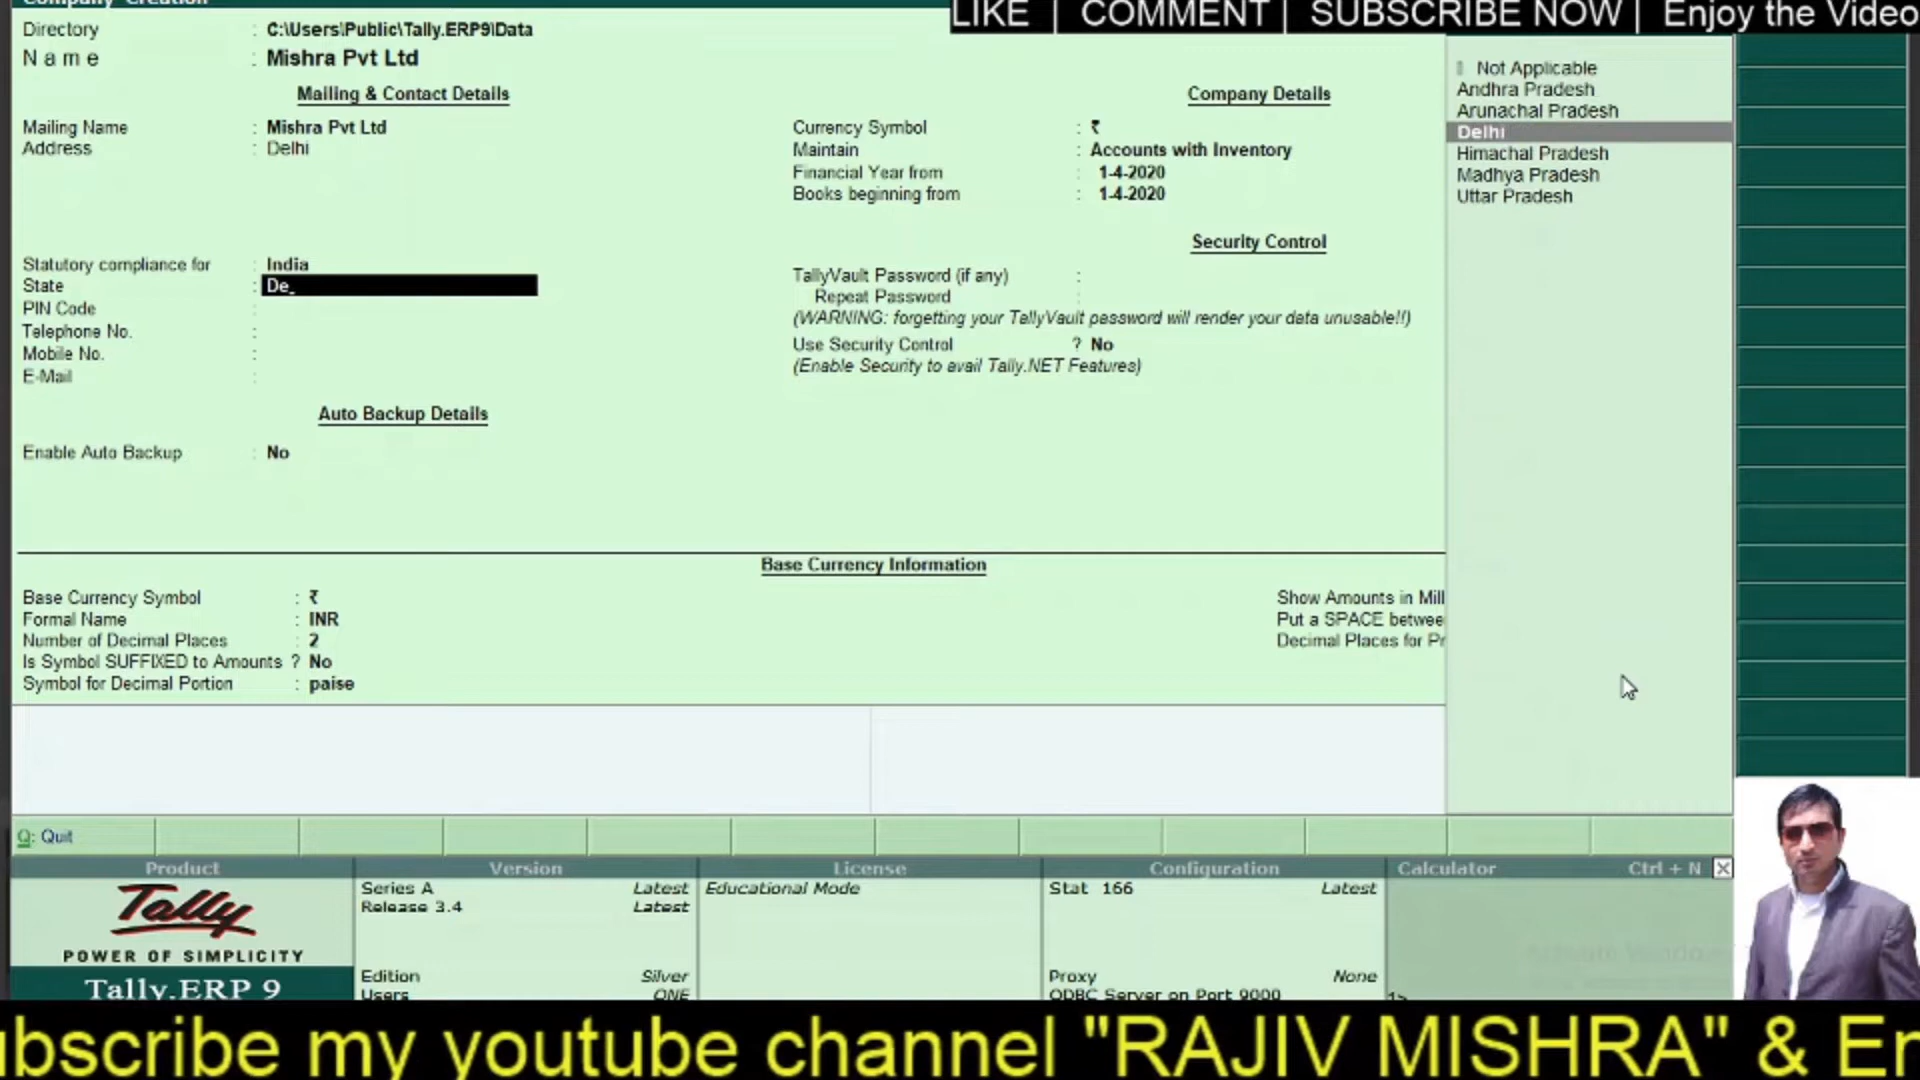 Company Creation
LIKE | COMMENT | SUBSCRIBE NOW | Enjoy the Video
Directory : C:\Users\Public\Tally.ERP9\Data
Name : Mishra Pvt Ltd
Mailing & Contact Details
Mailing Name : Mishra Pvt Ltd
Address : Delhi
Statutory compliance for : India
State : De_
PIN Code :
Telephone No. :
Mobile No. :
E-Mail :
Auto Backup Details
Enable Auto Backup : No
Company Details
Currency Symbol : ₹
Maintain : Accounts with Inventory
Financial Year from : 1-4-2020
Books beginning from : 1-4-2020
Security Control
TallyVault Password (if any) :
Repeat Password :
(WARNING: forgetting your TallyVault password will render your data unusable!!)
Use Security Control ? No
(Enable Security to avail Tally.NET Features)
Not Applicable
Andhra Pradesh
Arunachal Pradesh
Delhi
Himachal Pradesh
Madhya Pradesh
Uttar Pradesh
Base Currency Information
Base Currency Symbol : ₹
Formal Name : INR
Number of Decimal Places : 2
Is Symbol SUFFIXED to Amounts ? No
Symbol for Decimal Portion : paise
Show Amounts in Mill
Put a SPACE betwee
Decimal Places for Pr
Q: Quit
Product
Tally
POWER OF SIMPLICITY
Tally.ERP 9
Version
Series A Latest
Release 3.4 Latest
Edition Silver
Users ONE
License
Educational Mode
Configuration
Stat 166 Latest
Proxy None
ODBC Server on Port 9000
Calculator Ctrl + N
1>
ubscribe my youtube channel "RAJIV MISHRA" & En